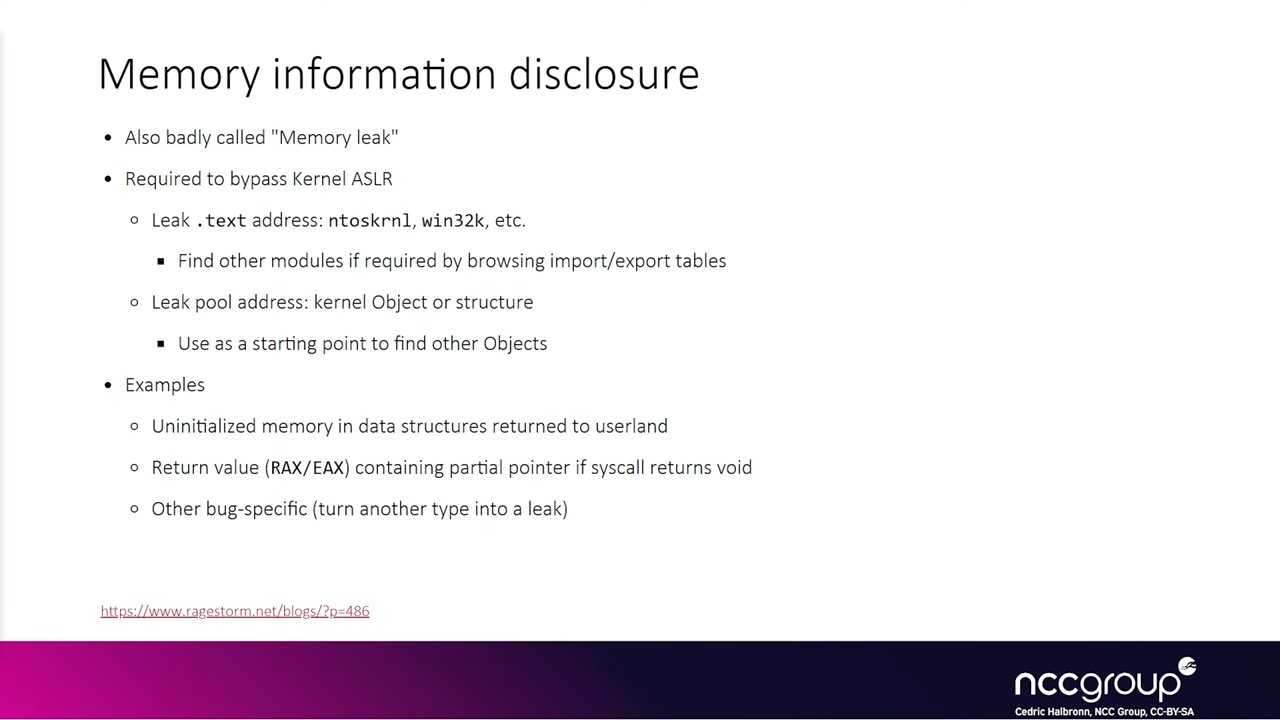 Memory information disclosure
• Also badly called "Memory leak"
• Required to bypass Kernel ASLR
○ Leak .text address: ntoskrnl, win32k, etc.
▪ Find other modules if required by browsing import/export tables
○ Leak pool address: kernel Object or structure
▪ Use as a starting point to find other Objects
• Examples
○ Uninitialized memory in data structures returned to userland
○ Return value (RAX/EAX) containing partial pointer if syscall returns void
○ Other bug-specific (turn another type into a leak)
https://www.ragestorm.net/blogs/?p=486
nccgroup
Cedric Halbronn, NCC Group, CC-BY-SA